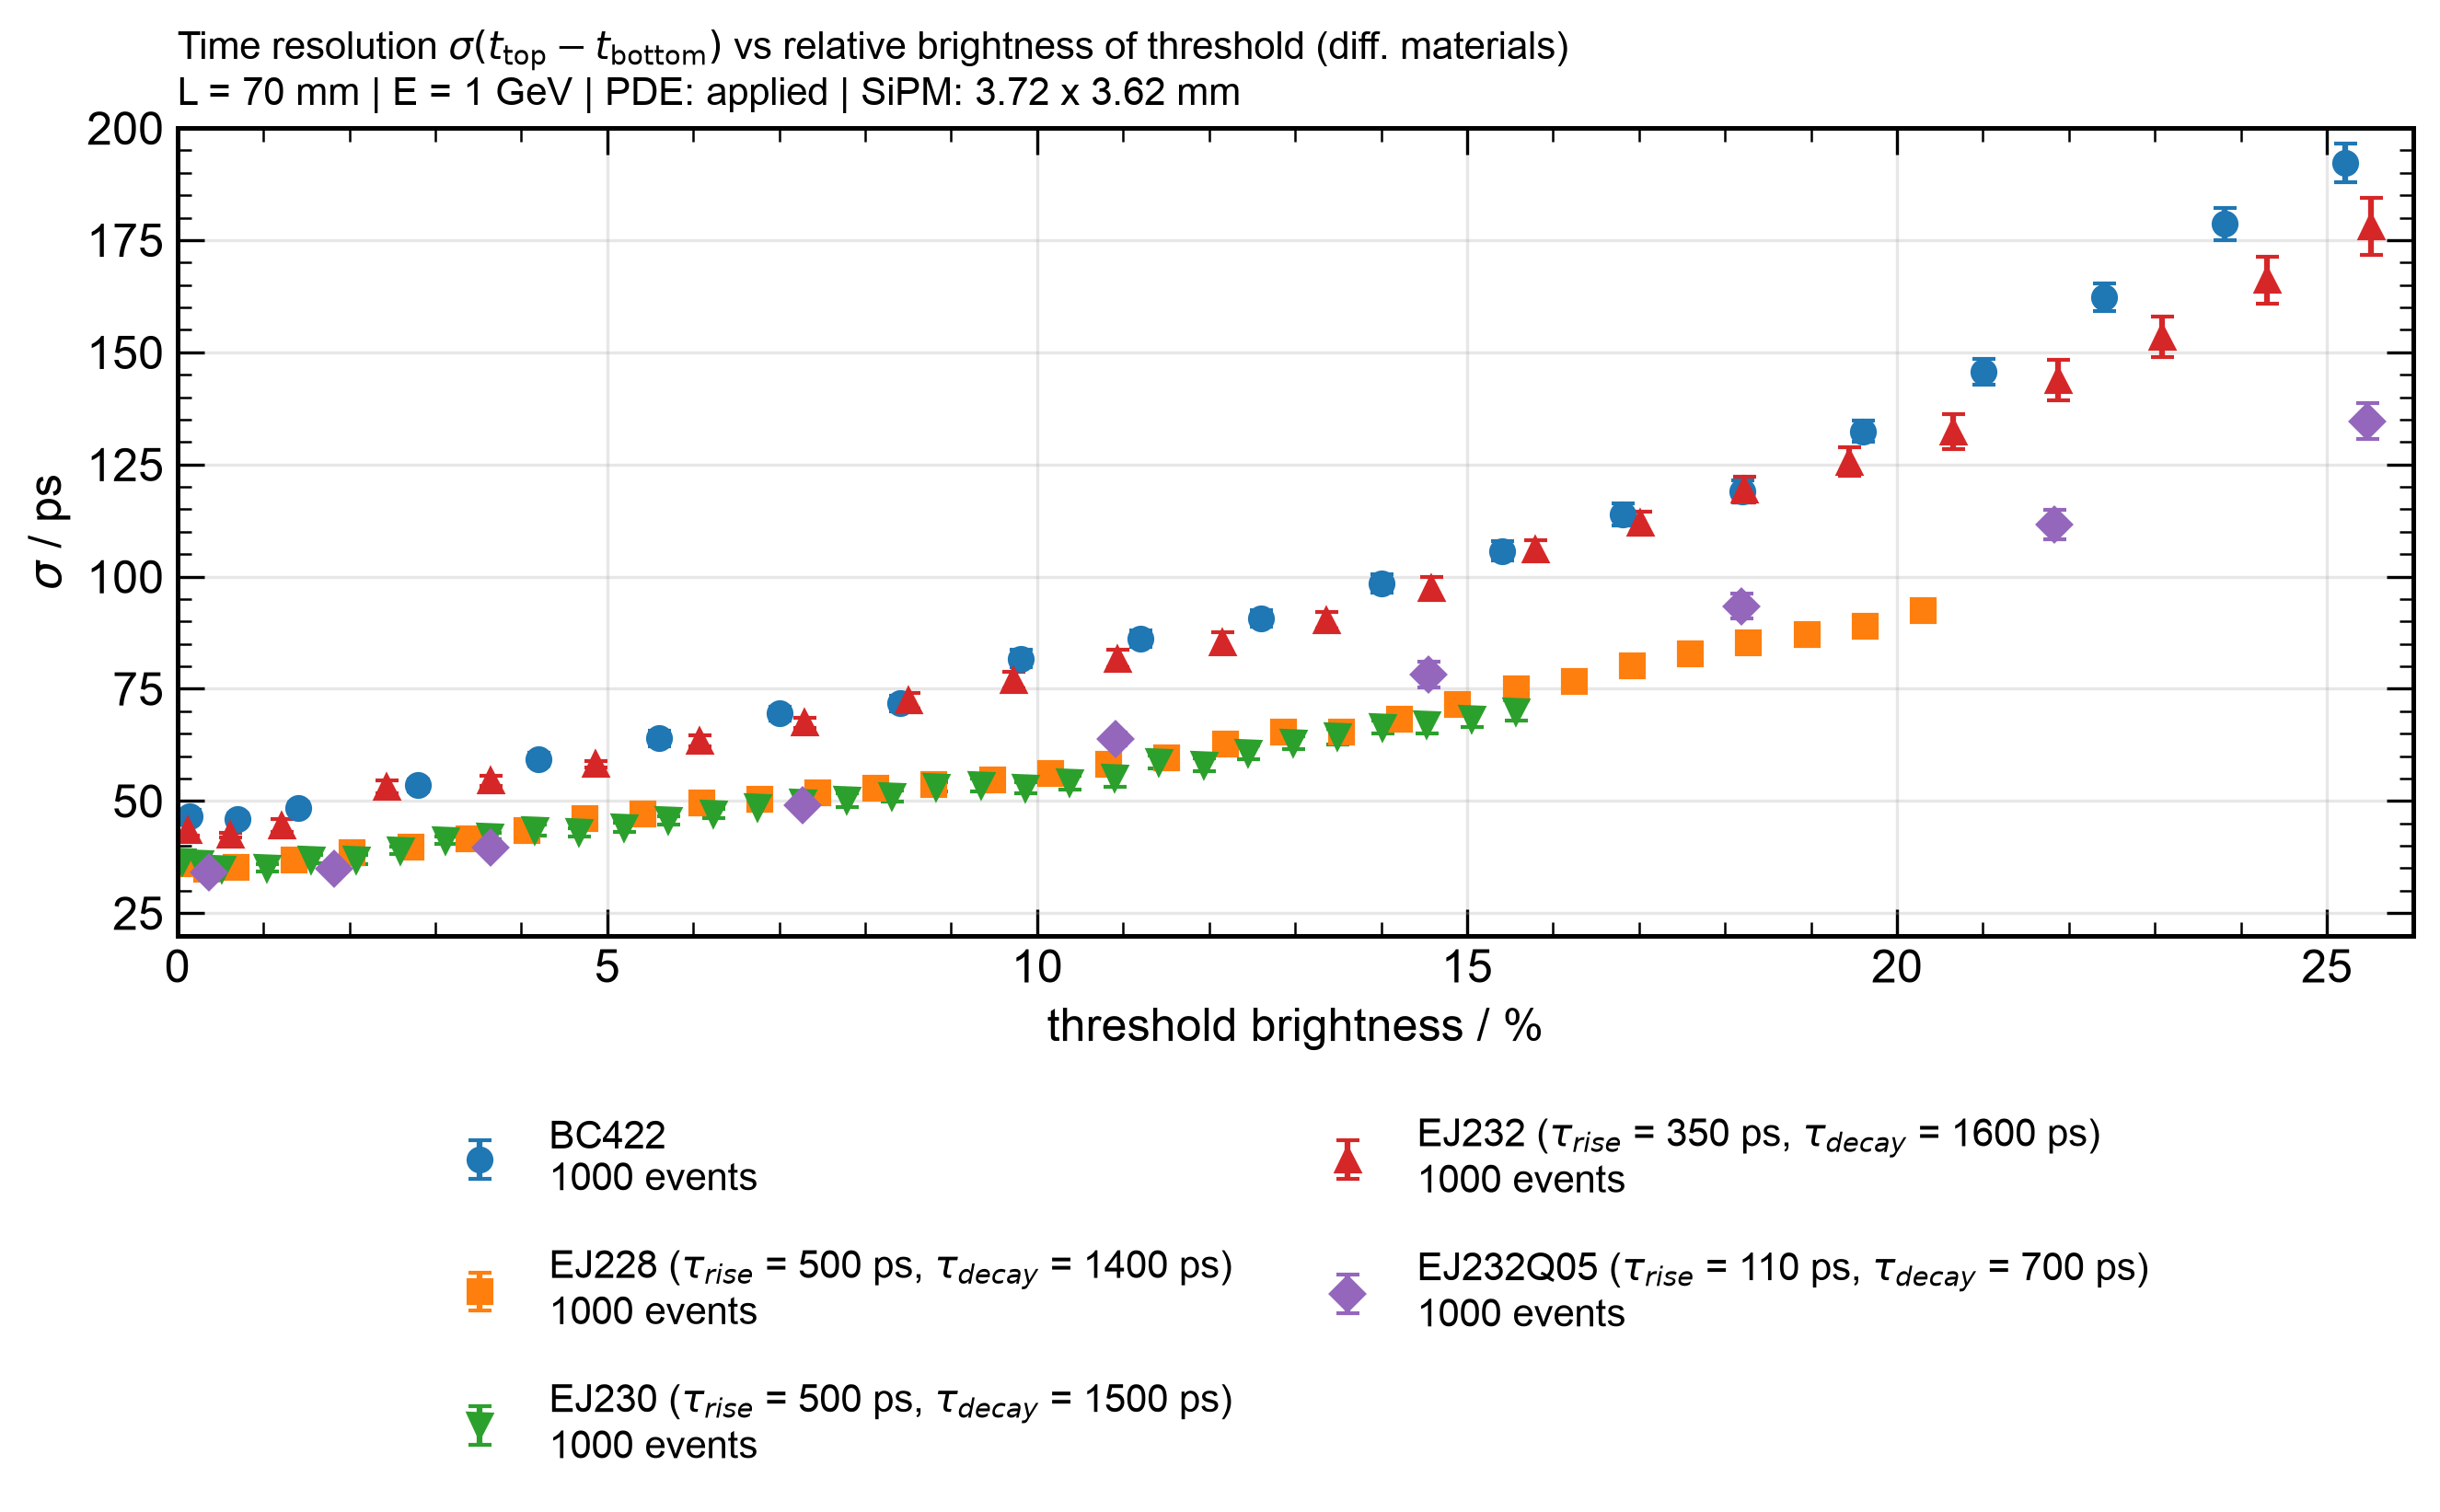 Time resolution σ(t_top − t_bottom) vs relative brightness of threshold (diff. materials)
L = 70 mm | E = 1 GeV | PDE: applied | SiPM: 3.72 x 3.62 mm
200
175
150
125
100
75
50
25
σ / ps
0 5 10 15 20 25
threshold brightness / %
BC422
1000 events
EJ228 (τ_rise = 500 ps, τ_decay = 1400 ps)
1000 events
EJ230 (τ_rise = 500 ps, τ_decay = 1500 ps)
1000 events
EJ232 (τ_rise = 350 ps, τ_decay = 1600 ps)
1000 events
EJ232Q05 (τ_rise = 110 ps, τ_decay = 700 ps)
1000 events